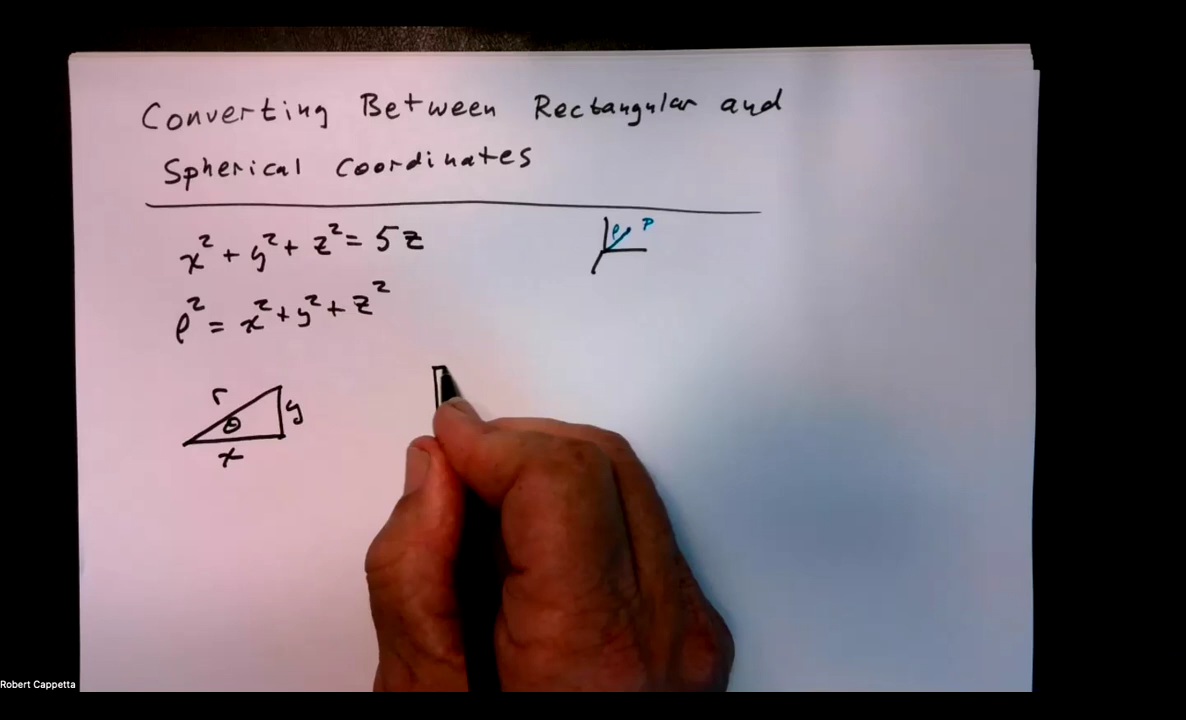 Converting Between Rectangular and
Spherical Coordinates
x² + y² + z² = 5z
ρ P
ρ² = x² + y² + z²
r
θ
y
x
Robert Cappetta